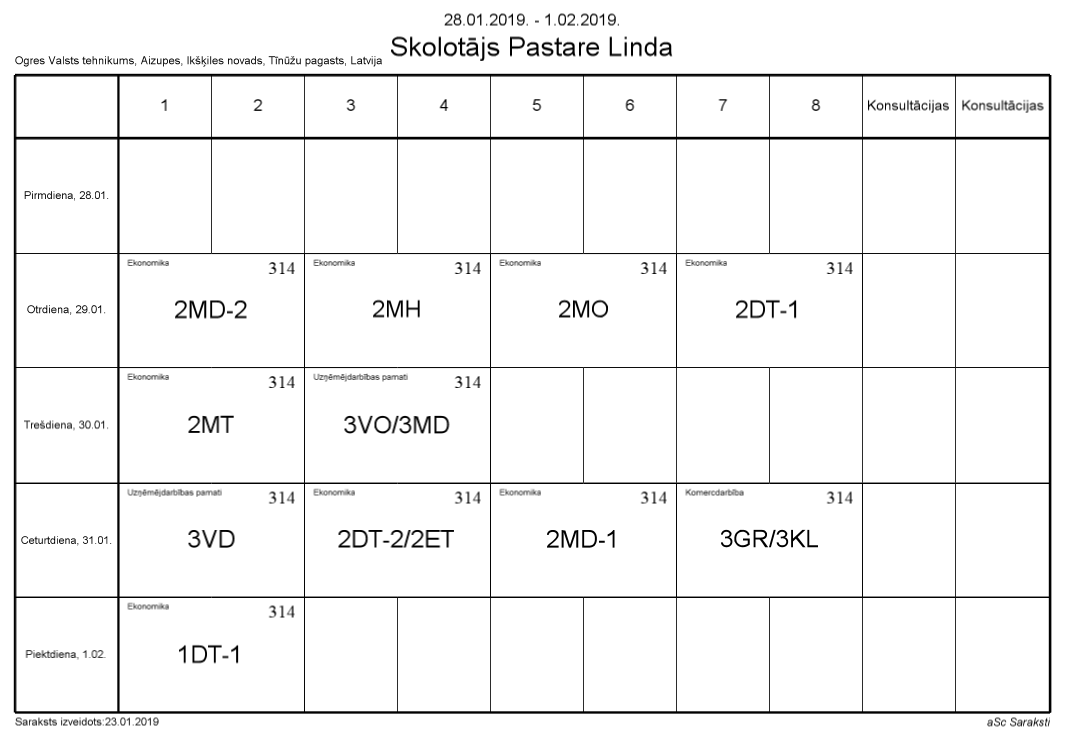 28.01.2019. - 1.02.2019.
Skolotājs Pastare Linda
Ogres Valsts tehnikums, Aizupes, Ikšķiles novads, Tīnūžu pagasts, Latvija
1 2 3 4 5 6 7 8 Konsultācijas Konsultācijas
Pirmdiena, 28.01.
Ekonomika 314 Ekonomika 314 Ekonomika 314 Ekonomika 314
Otrdiena, 29.01. 2MD-2 2MH 2MO 2DT-1
Ekonomika 314 Uzņēmējdarbības pamati 314
Trešdiena, 30.01. 2MT 3VO/3MD
Uzņēmējdarbības pamati 314 Ekonomika 314 Ekonomika 314 Komercdarbība 314
Ceturtdiena, 31.01. 3VD 2DT-2/2ET 2MD-1 3GR/3KL
Ekonomika 314
Piektdiena, 1.02. 1DT-1
Saraksts izveidots:23.01.2019 aSc Saraksti